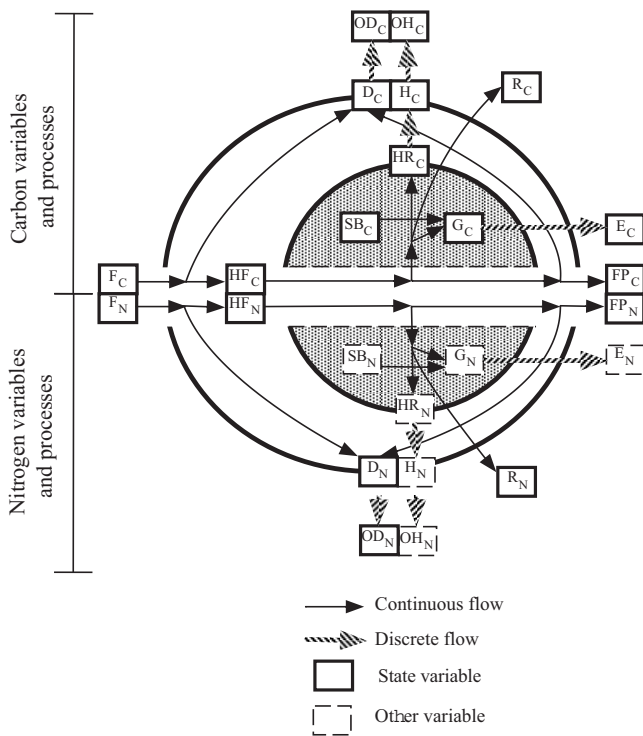 OD_C OH_C
D_C H_C
R_C
HR_C
SB_C
G_C
E_C
F_C
HF_C
FP_C
F_N
HF_N
FP_N
SB_N
G_N
E_N
HR_N
D_N H_N
R_N
OD_N OH_N
Carbon variables
and processes
Nitrogen variables
and processes
Continuous flow
Discrete flow
State variable
Other variable